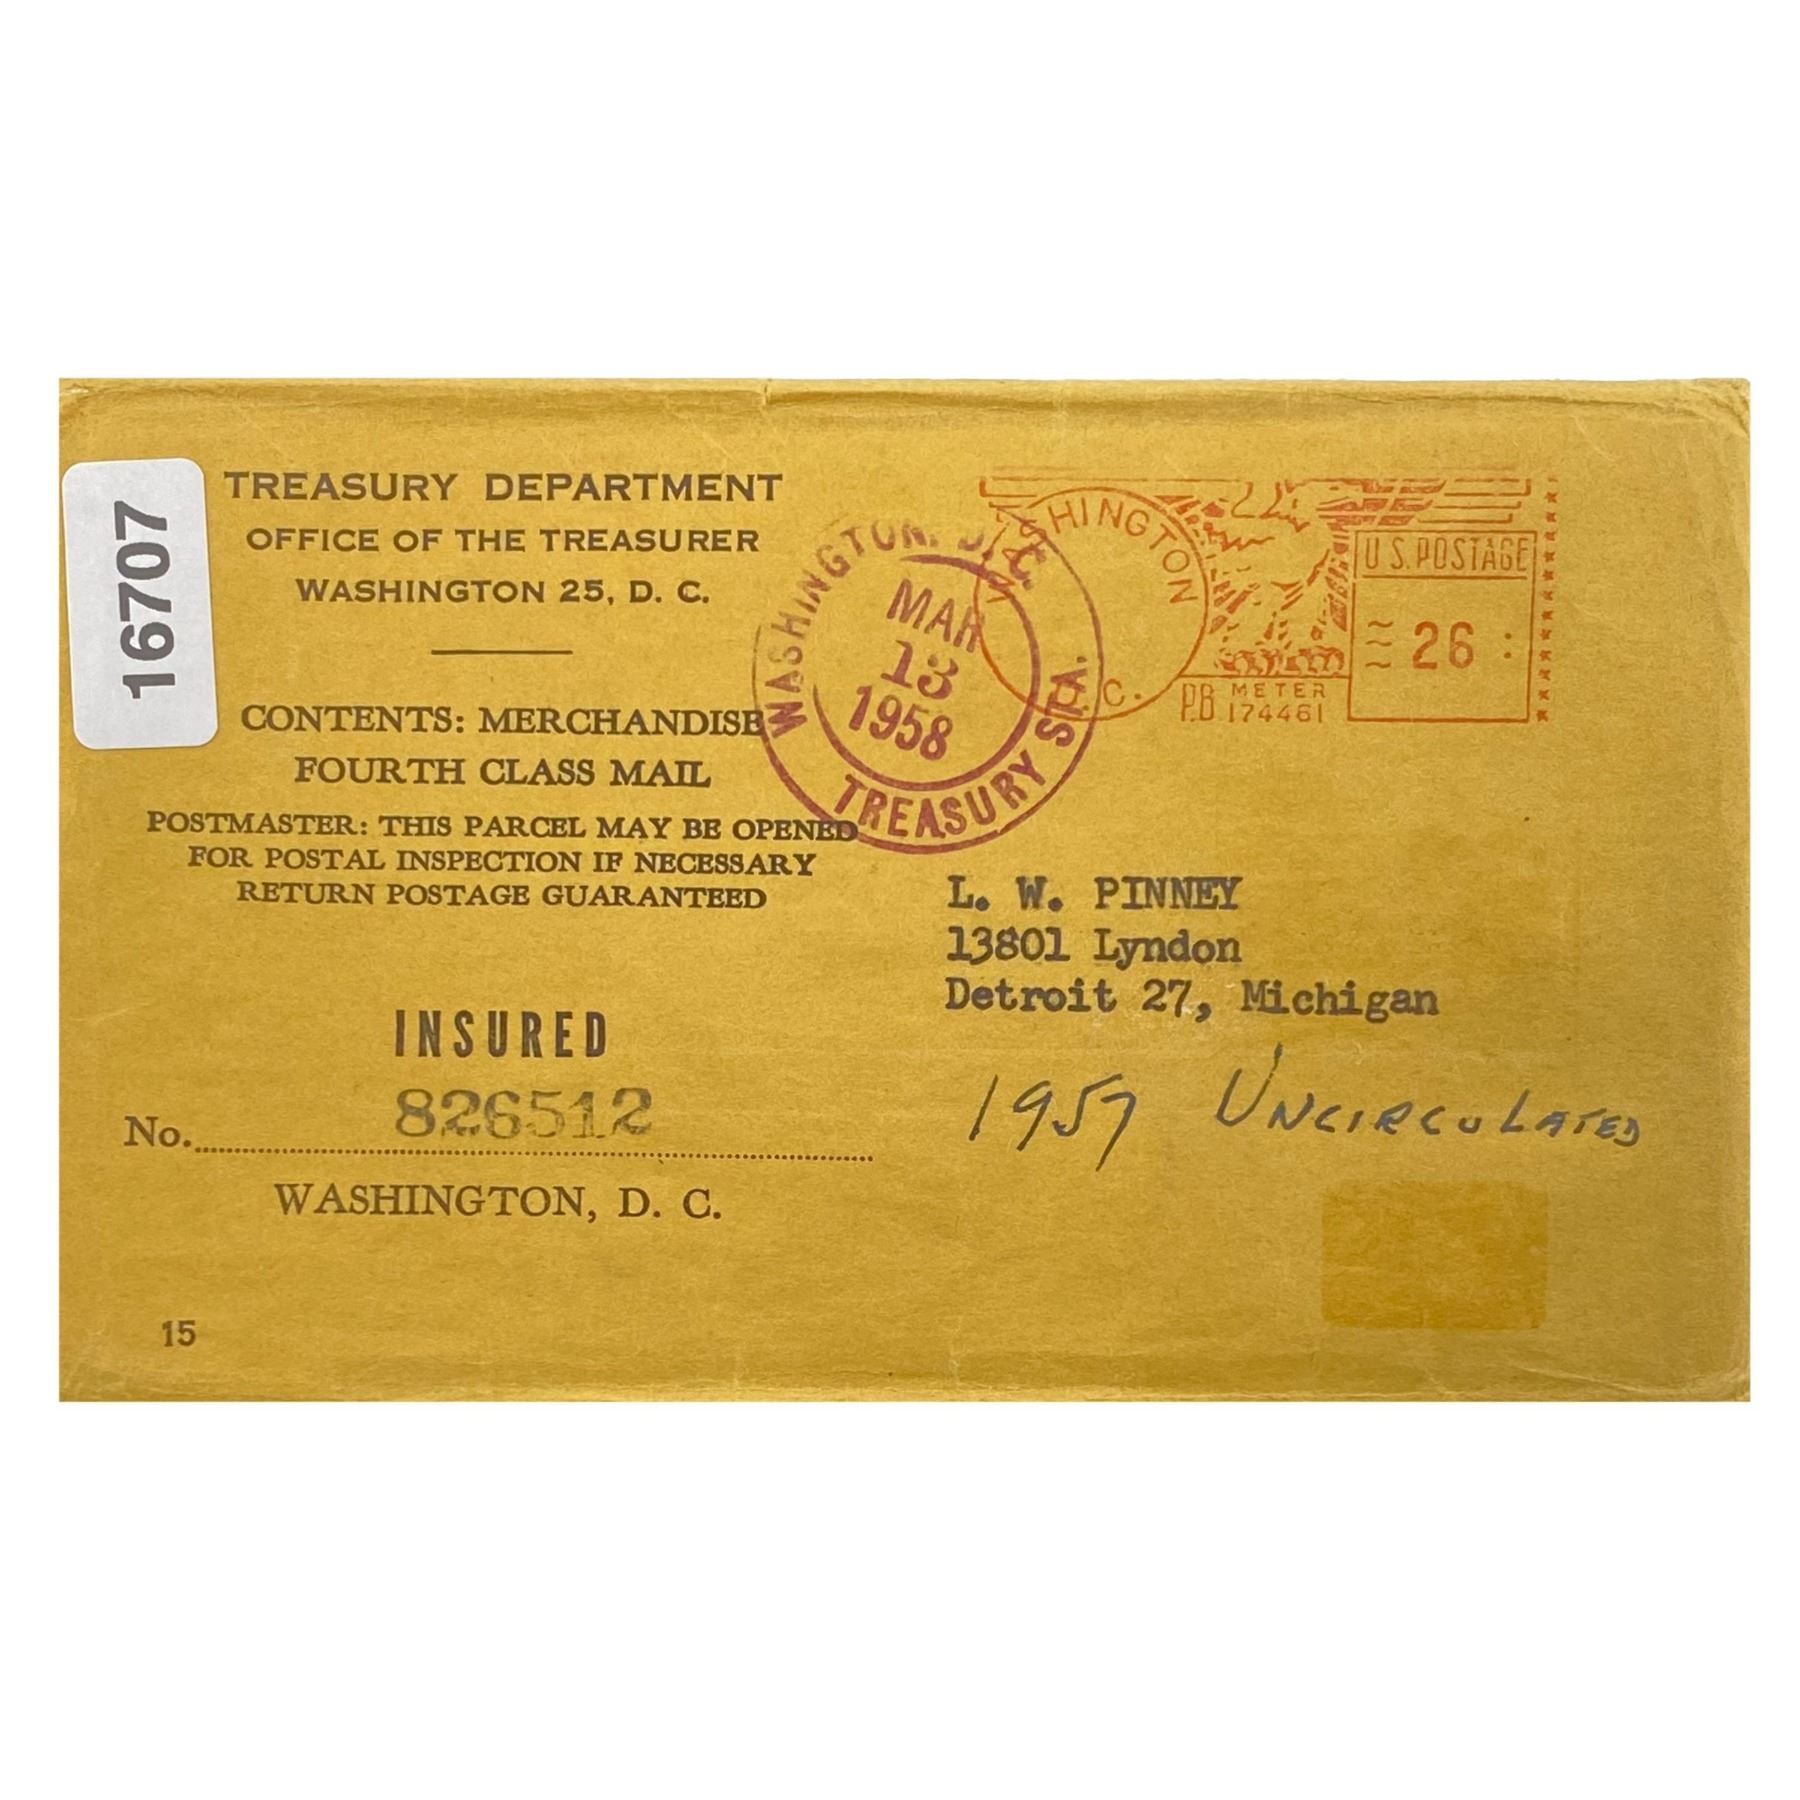 16707
TREASURY DEPARTMENT
OFFICE OF THE TREASURER
WASHINGTON 25, D. C.
CONTENTS: MERCHANDISE
FOURTH CLASS MAIL
POSTMASTER: THIS PARCEL MAY BE OPENED
FOR POSTAL INSPECTION IF NECESSARY
RETURN POSTAGE GUARANTEED
WASHINGTON, D. C.
MAR
13
1958
TREASURY STA.
WASHINGTON
D. C.
P.B. METER
174461
U.S. POSTAGE
26
L. W. PINNEY
13801 Lyndon
Detroit 27, Michigan
1957 UNCIRCULATED
INSURED
No. 826512
WASHINGTON, D. C.
15